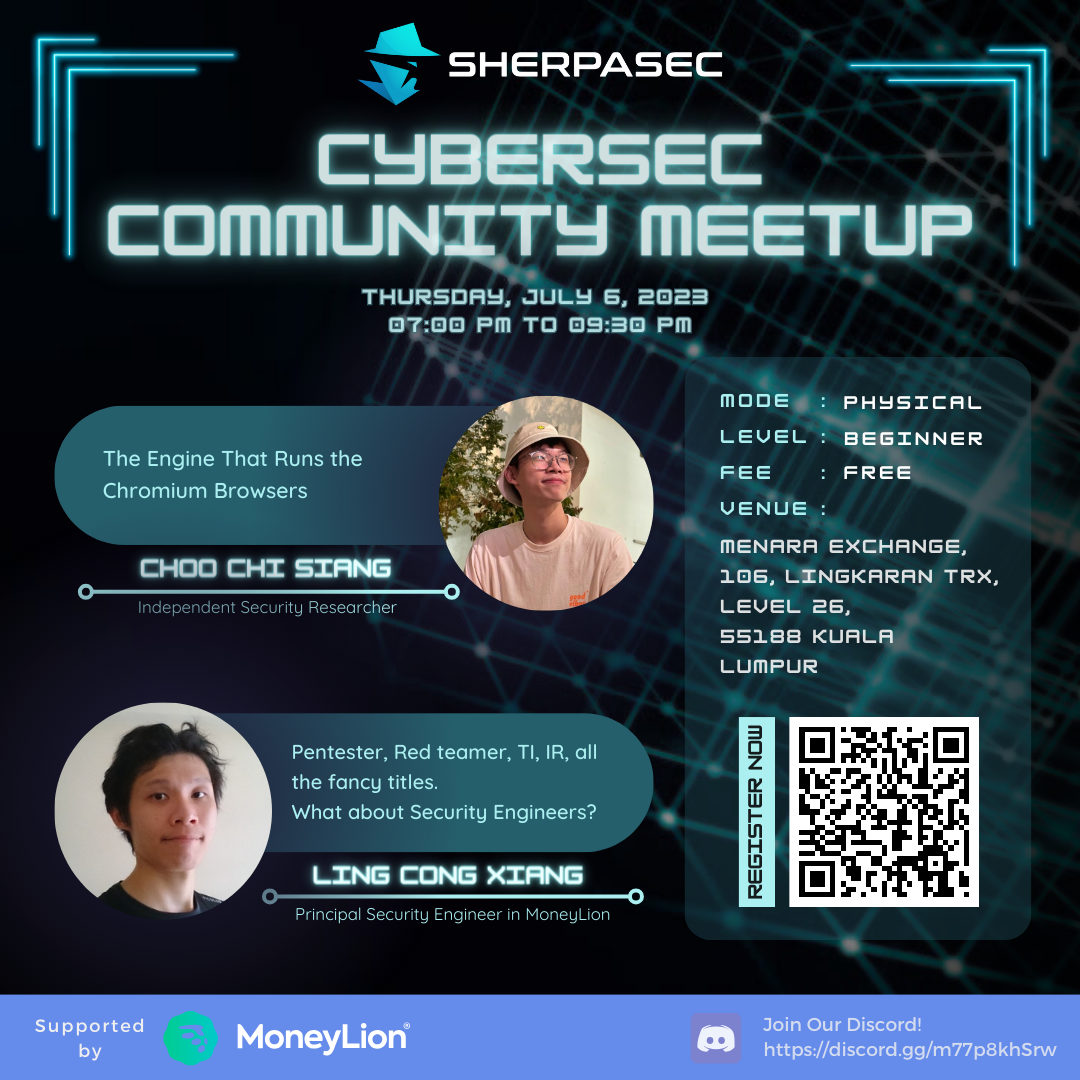 SHERPASEC
CYBERSEC
COMMUNITY MEETUP
THURSDAY, JULY 6, 2023
07:00 PM TO 09:30 PM
The Engine That Runs the
Chromium Browsers
CHOO CHI SIANG
Independent Security Researcher
Pentester, Red teamer, TI, IR, all
the fancy titles.
What about Security Engineers?
LING CONG XIANG
Principal Security Engineer in MoneyLion
MODE : PHYSICAL
LEVEL : BEGINNER
FEE : FREE
VENUE :
MENARA EXCHANGE,
106, LINGKARAN TRX,
LEVEL 26,
55188 KUALA
LUMPUR
REGISTER NOW
Supported
by
MoneyLion®
Join Our Discord!
https://discord.gg/m77p8khSrw